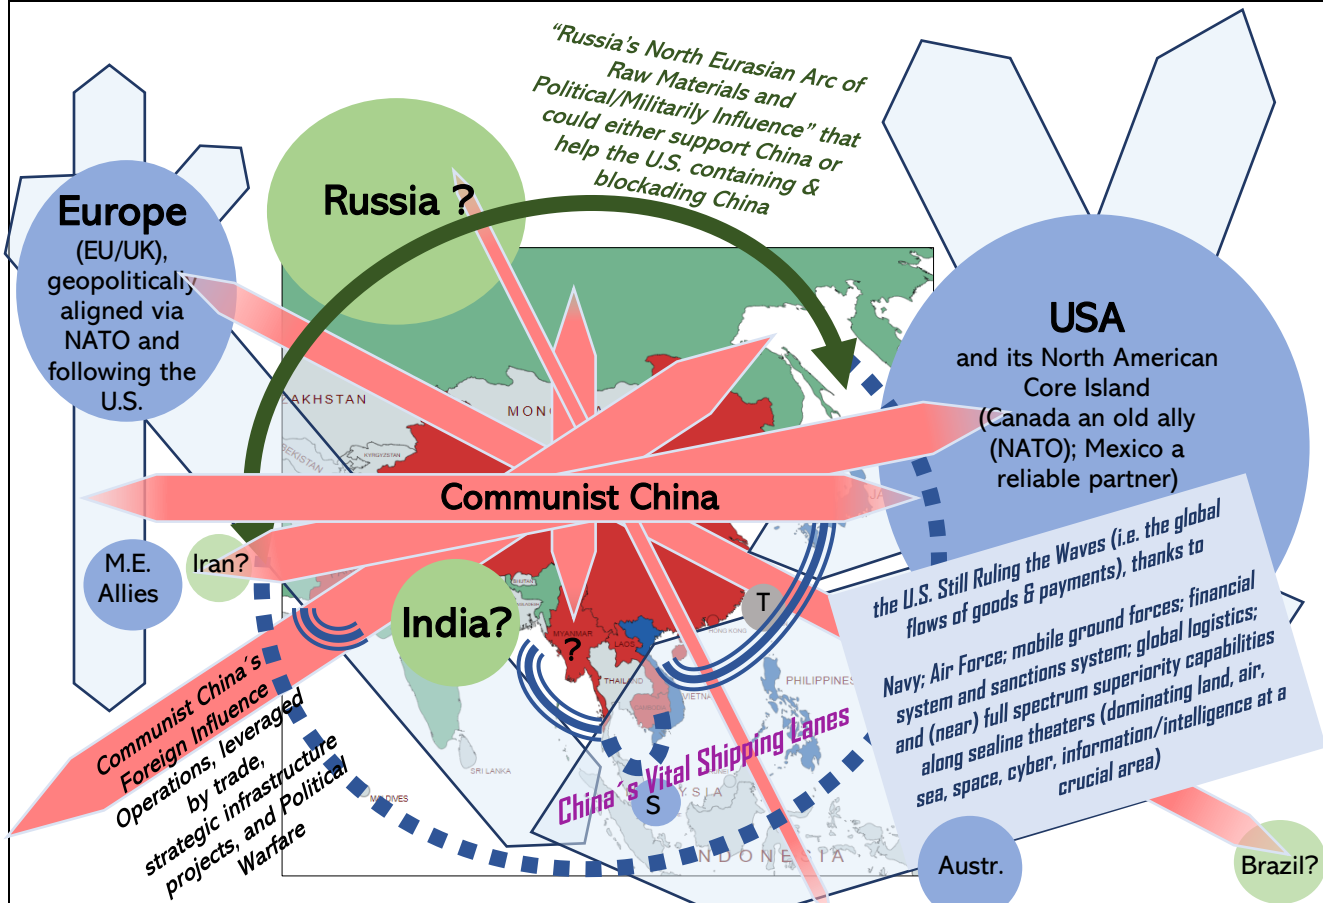 “Russia’s North Eurasian Arc of
Raw Materials and
Political/Militarily Influence” that
could either support China or
help the U.S. containing &
blockading China
Russia ?
Europe
(EU/UK),
geopolitically
aligned via
NATO and
following the
U.S.
USA
and its North American
Core Island
(Canada an old ally
(NATO); Mexico a
reliable partner)
AKHSTAN
KYRGYZSTAN
Communist China
M.E.
Allies
Iran?
India?
T
HONG KONG
BHUTAN
MYANMAR
?
LAOS
THAILAND
VIETNA
PHILIPPINES
SRI LANKA
YSIA
NDONESIA
China´s Vital Shipping Lanes
S
Communist China´s
Foreign Influence
Operations, leveraged
by trade,
strategic infrastructure
projects, and Political
Warfare
the U.S. Still Ruling the Waves (i.e. the global
flows of goods & payments), thanks to
Navy; Air Force; mobile ground forces; financial
system and sanctions system; global logistics;
and (near) full spectrum superiority capabilities
along sealine theaters (dominating land, air,
sea, space, cyber, information/intelligence at a
crucial area)
Austr.
Brazil?